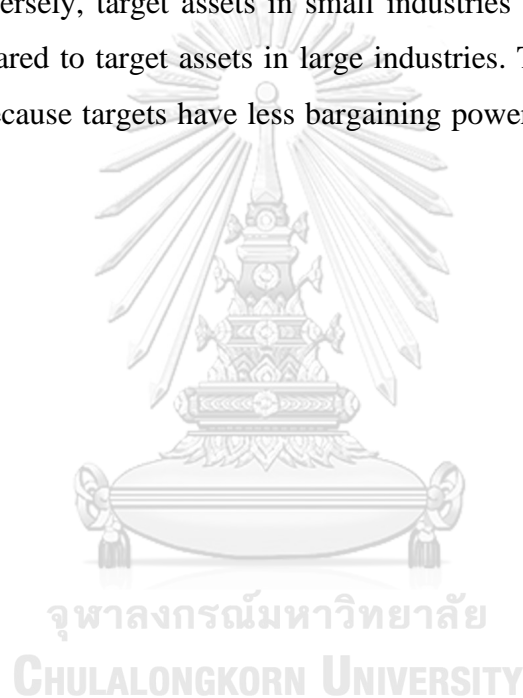 ersely, target assets in small industries
ared to target assets in large industries. T
ecause targets have less bargaining power
จุฬาลงกรณ์มหาวิทยาลัย
CHULALONGKORN UNIVERSITY